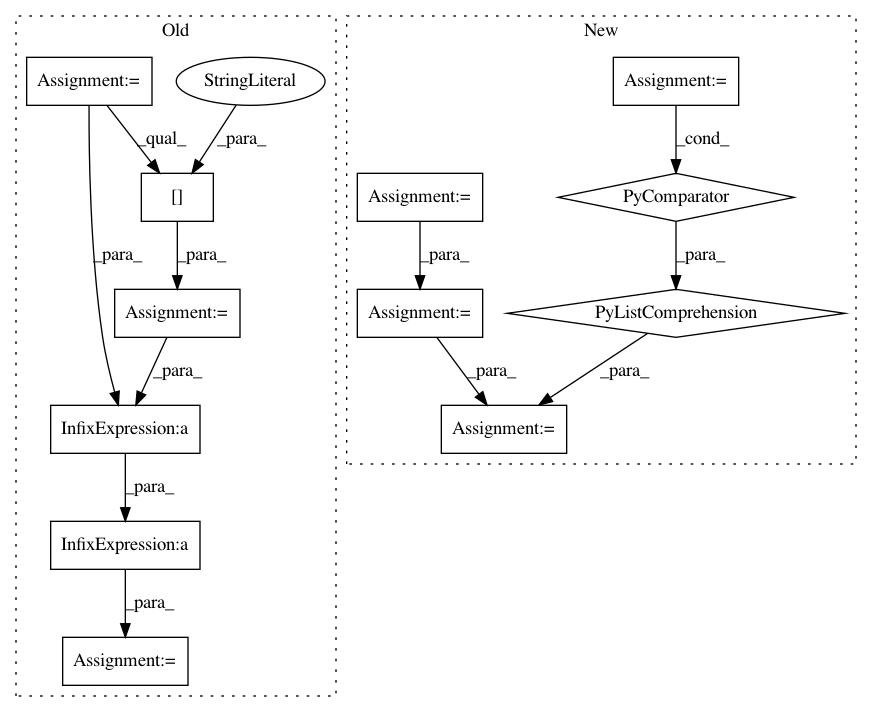 Old
New
Assignment:=
StringLiteral
Assignment:=
_qual_
_para_
_cond_
[]
Assignment:=
PyComparator
_para_
_para_
_para_
_para_
Assignment:=
Assignment:=
PyListComprehension
_para_
_para_
_para_
InfixExpression:a
Assignment:=
_para_
InfixExpression:a
_para_
Assignment:=